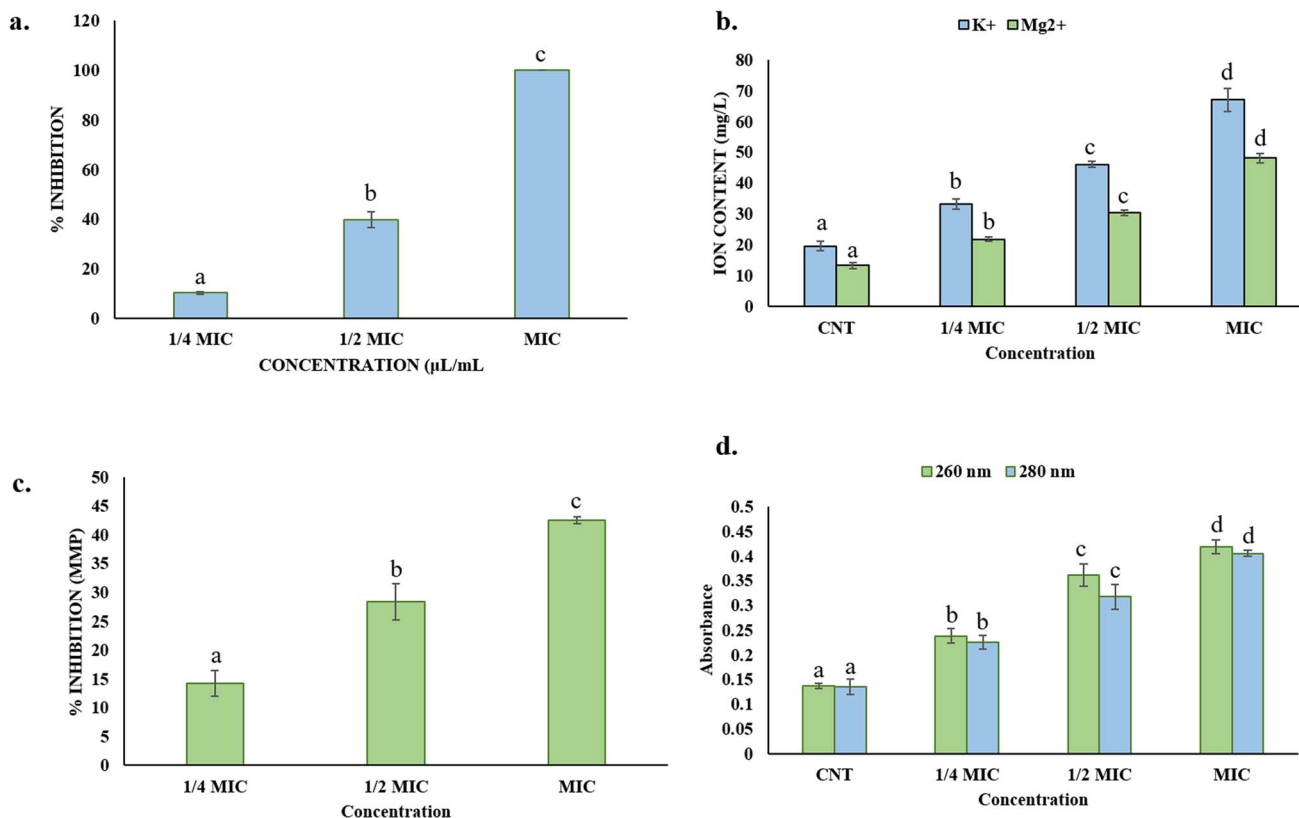 a.
120
100
80
60
40
20
0
% INHIBITION
a
b
c
1/4 MIC 1/2 MIC MIC
CONCENTRATION (µL/mL
b.
K+ Mg2+
80
70
60
50
40
30
20
10
0
ION CONTENT (mg/L)
a a b b c c d d
CNT 1/4 MIC 1/2 MIC MIC
Concentration
c.
50
45
40
35
30
25
20
15
10
5
0
% INHIBITION (MMP)
a
b
c
1/4 MIC 1/2 MIC MIC
Concentration
d.
260 nm 280 nm
0.5
0.45
0.4
0.35
0.3
0.25
0.2
0.15
0.1
0.05
0
Absorbance
a a b b c c d d
CNT 1/4 MIC 1/2 MIC MIC
Concentration